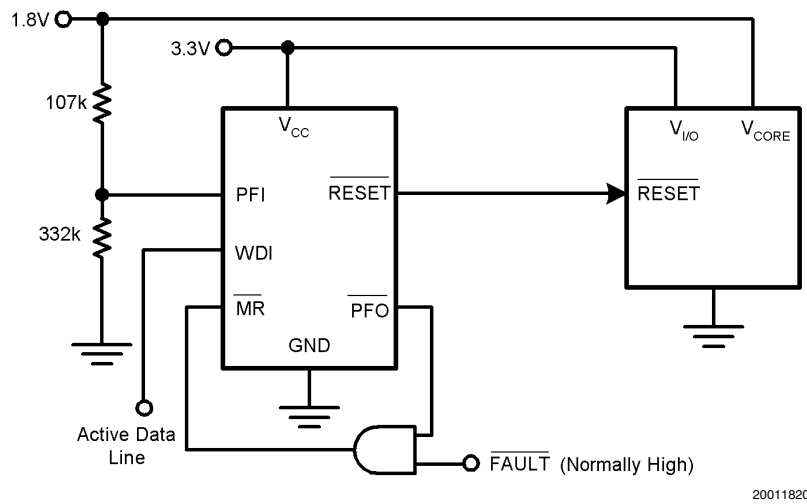 1.8V
3.3V
107k
V_CC
V_I/O
V_CORE
PFI
RESET
RESET
332k
WDI
MR
PFO
GND
Active Data
Line
FAULT (Normally High)
20011820